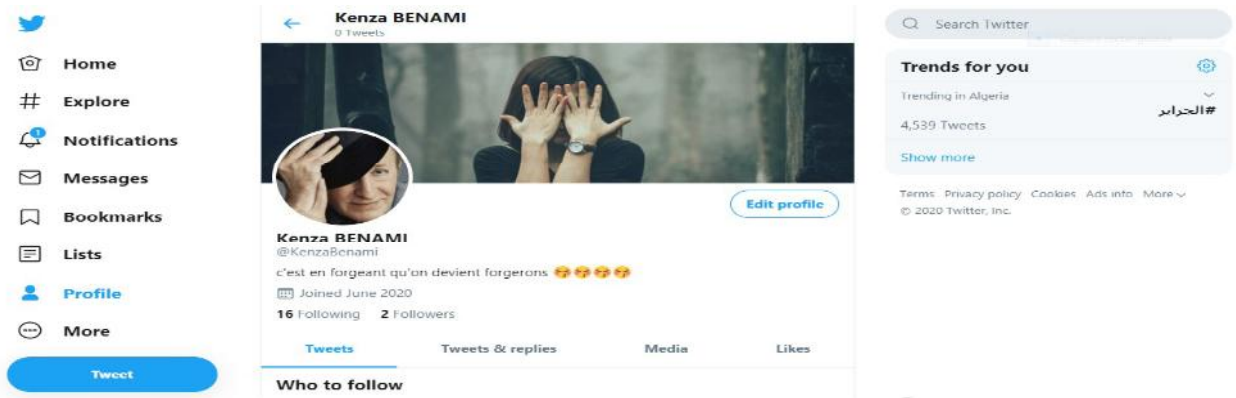 Home
Explore
1
Notifications
Messages
Bookmarks
Lists
Profile
More
Tweet
Kenza BENAMI
0 Tweets
Edit profile
Kenza BENAMI
@KenzaBenami
c'est en forgeant qu'on devient forgerons
Joined June 2020
16 Following 2 Followers
Tweets Tweets & replies Media Likes
Who to follow
Search Twitter
Trends for you
Trending in Algeria
#الجزائر
4,539 Tweets
Show more
Terms Privacy policy Cookies Ads info More
© 2020 Twitter, Inc.